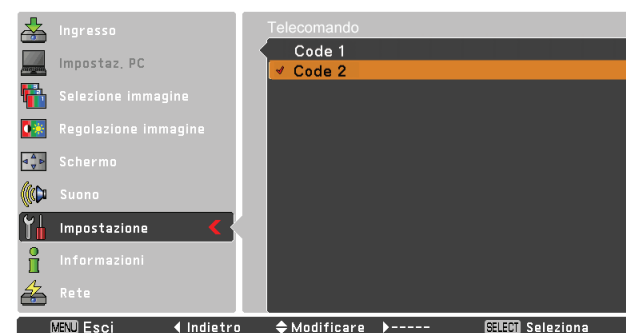 Ingresso
Impostaz. PC
Selezione immagine
Regolazione immagine
Schermo
Suono
Impostazione
Informazioni
Rete
Telecomando
Code 1
Code 2
MENU Esci Indietro Modificare ----- SELECT Seleziona